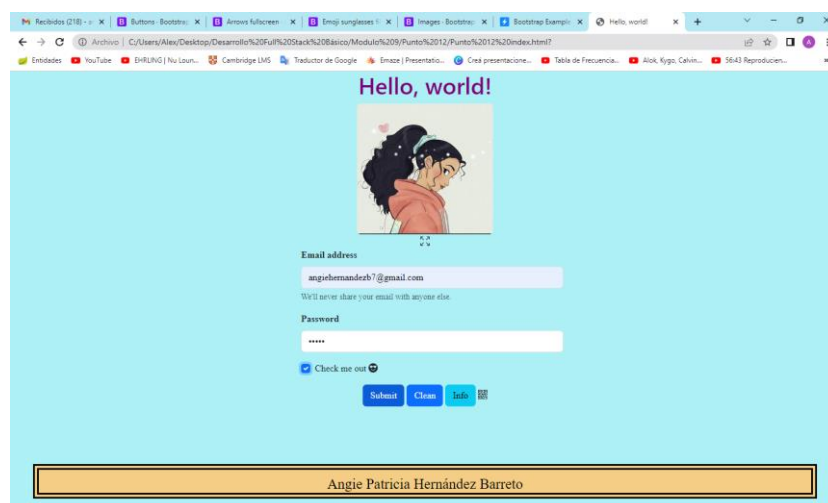 Recibidos (218) - a
Buttons · Bootstrap
Arrows fullscreen
Emoji sunglasses
Images · Bootstrap
Bootstrap Example
Hello, world!
Archivo | C:/Users/Alex/Desktop/Desarrollo%20Full%20Stack%20Básico/Modulo%209/Punto%2012/Punto%2012%20index.html?
Entidades
YouTube
EHRLING | Nu Loun...
Cambridge LMS
Traductor de Google
Emaze | Presentatio...
Creá presentacione...
Tabla de Frecuencia...
Alok, Kygo, Calvin...
56:43 Reproducien...
Hello, world!
Email address
angiehernandezb7@gmail.com
We'll never share your email with anyone else.
Password
•••••
Check me out
Submit Clean Info
Angie Patricia Hernández Barreto